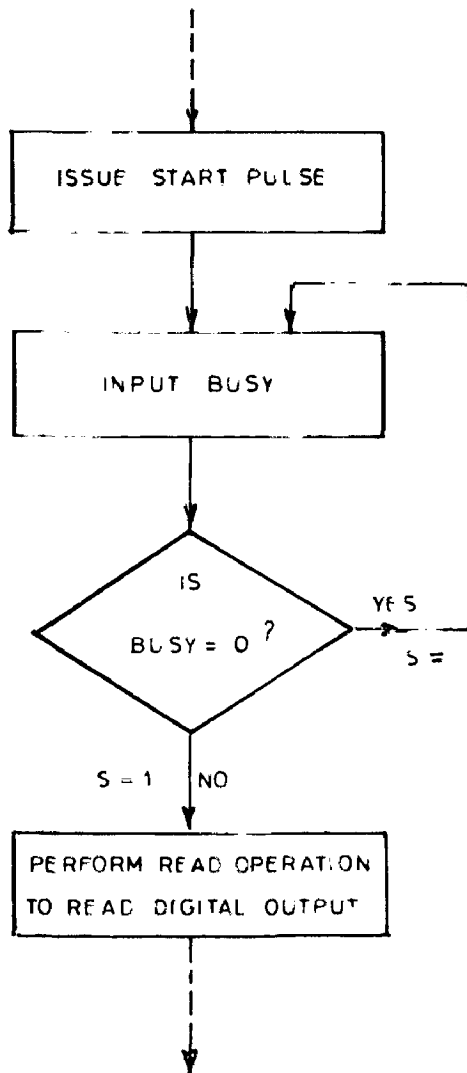 ISSUE START PULSE
INPUT BUSY
IS
BUSY = 0 ?
YES
S =
S = 1 NO
PERFORM READ OPERATION
TO READ DIGITAL OUTPUT